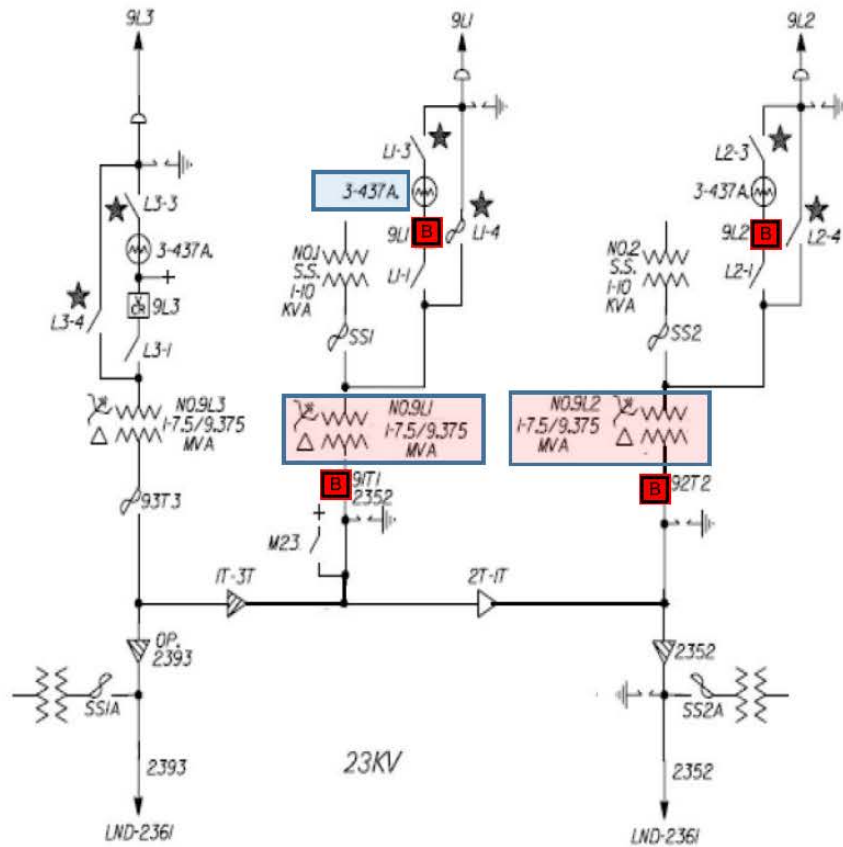 9L3
9L1
9L2
L3-3
3-437A.
V
CR
9L3
L3-4
L3-1
NO.9L3
1-7.5/9.375
MVA
93T3
L1-3
3-437A.
9L1
B
L1-4
L1-1
NO.1
S.S.
1-10
KVA
SS1
NO.9L1
1-7.5/9.375
MVA
B
91T1
2352
M23
L2-3
3-437A.
9L2
B
L2-4
L2-1
NO.2
S.S.
1-10
KVA
SS2
NO.9L2
1-7.5/9.375
MVA
B
92T2
1T-3T
2T-1T
OP.
2393
2352
SS1A
SS2A
2393
23KV
2352
LND-2361
LND-2361